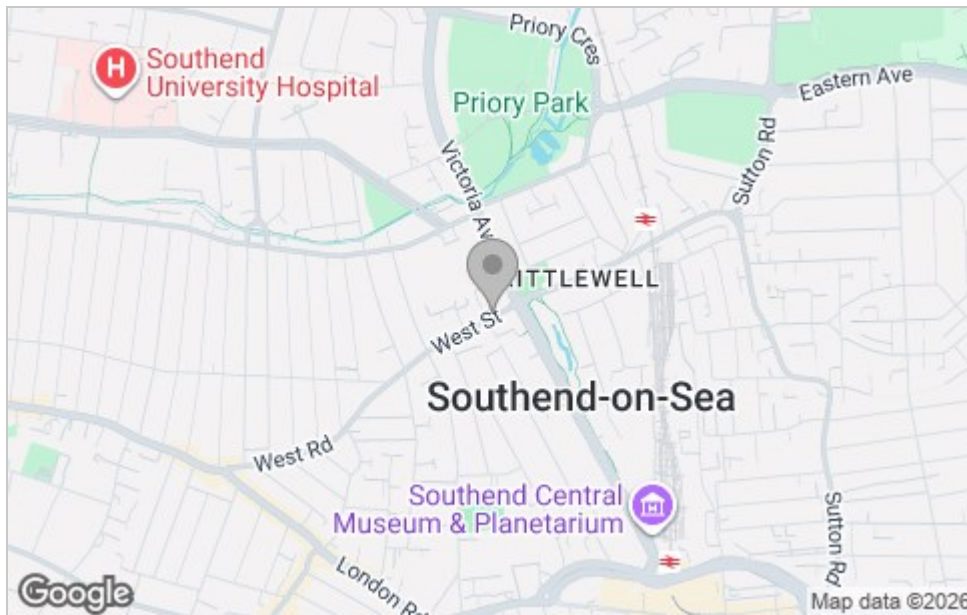 Priory Cres
Southend
University Hospital
Eastern Ave
Priory Park
Victoria Av
Sutton Rd
ITTLEWELL
West St
Southend-on-Sea
West Rd
Southend Central
Museum & Planetarium
Sutton Rd
London Rd
Google
Map data ©2026